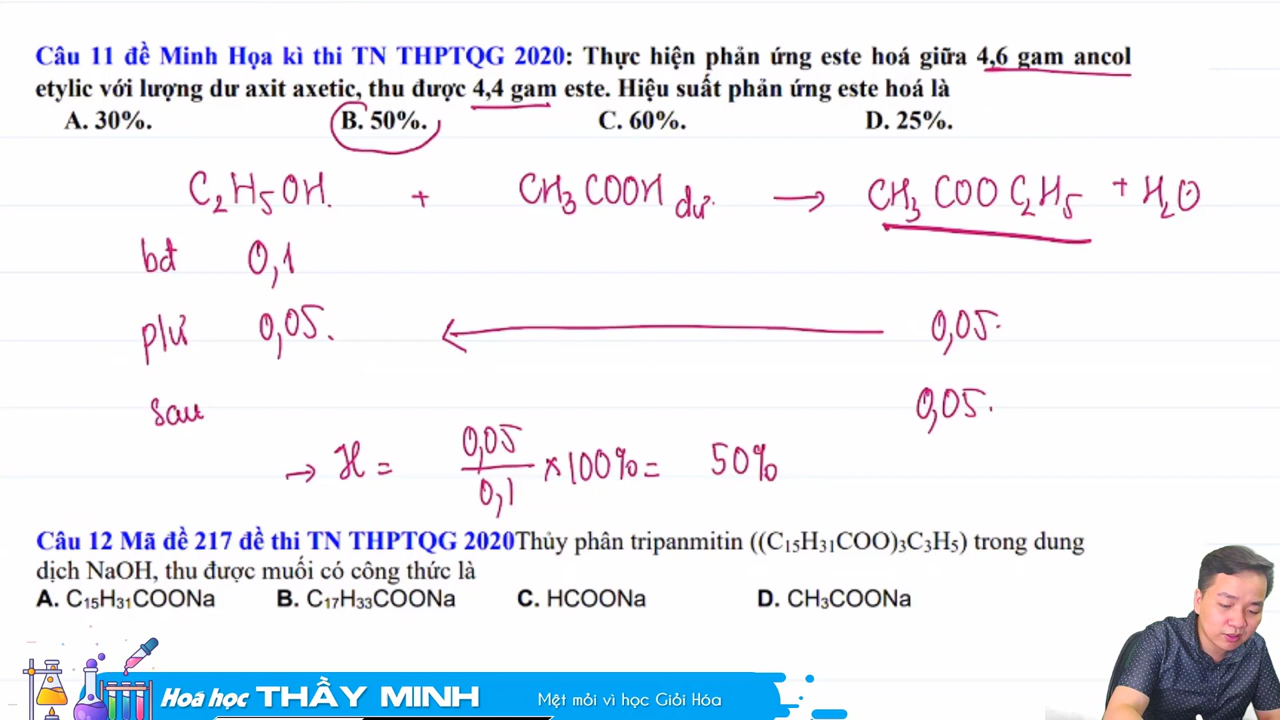 Câu 11 đề Minh Họa kì thi TN THPTQG 2020: Thực hiện phản ứng este hoá giữa 4,6 gam ancol
etylic với lượng dư axit axetic, thu được 4,4 gam este. Hiệu suất phản ứng este hoá là
A. 30%. B. 50%. C. 60%. D. 25%.
C₂H₅OH. + CH₃COOH dư. → CH₃COOC₂H₅ + H₂O
bđ 0,1
pư 0,05. ← 0,05.
sau 0,05.
→ H = 0,05/0,1 × 100% = 50%
Câu 12 Mã đề 217 đề thi TN THPTQG 2020Thủy phân tripanmitin ((C₁₅H₃₁COO)₃C₃H₅) trong dung
dịch NaOH, thu được muối có công thức là
A. C₁₅H₃₁COONa B. C₁₇H₃₃COONa C. HCOONa D. CH₃COONa
Hoá học THẦY MINH Mệt mỏi vì học Giỏi Hóa